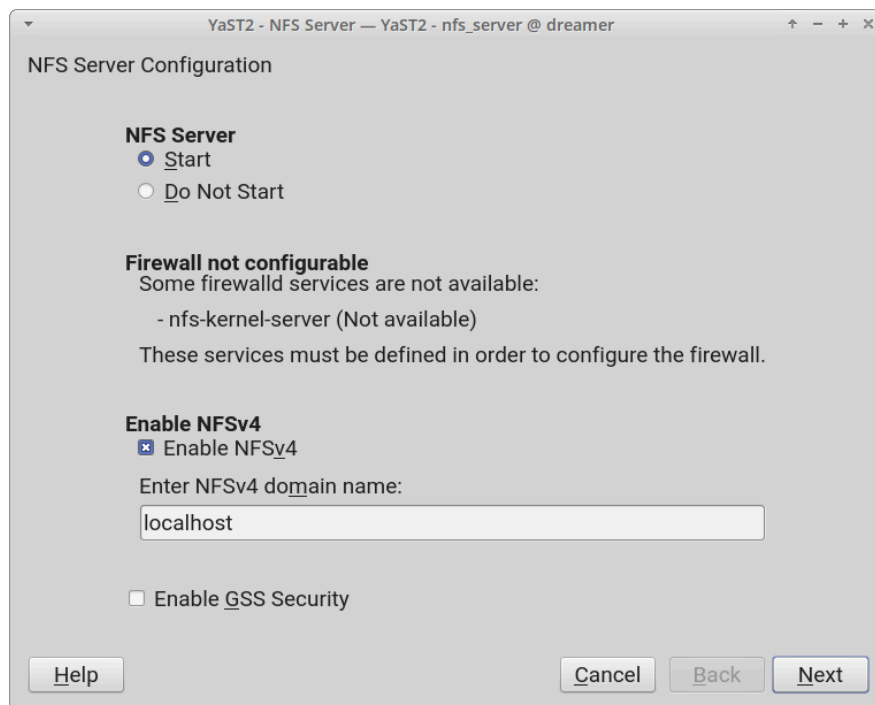 YaST2 - NFS Server — YaST2 - nfs_server @ dreamer
NFS Server Configuration
NFS Server
Start
Do Not Start
Firewall not configurable
Some firewalld services are not available:
- nfs-kernel-server (Not available)
These services must be defined in order to configure the firewall.
Enable NFSv4
Enable NFSv4
Enter NFSv4 domain name:
localhost
Enable GSS Security
Help Cancel Back Next